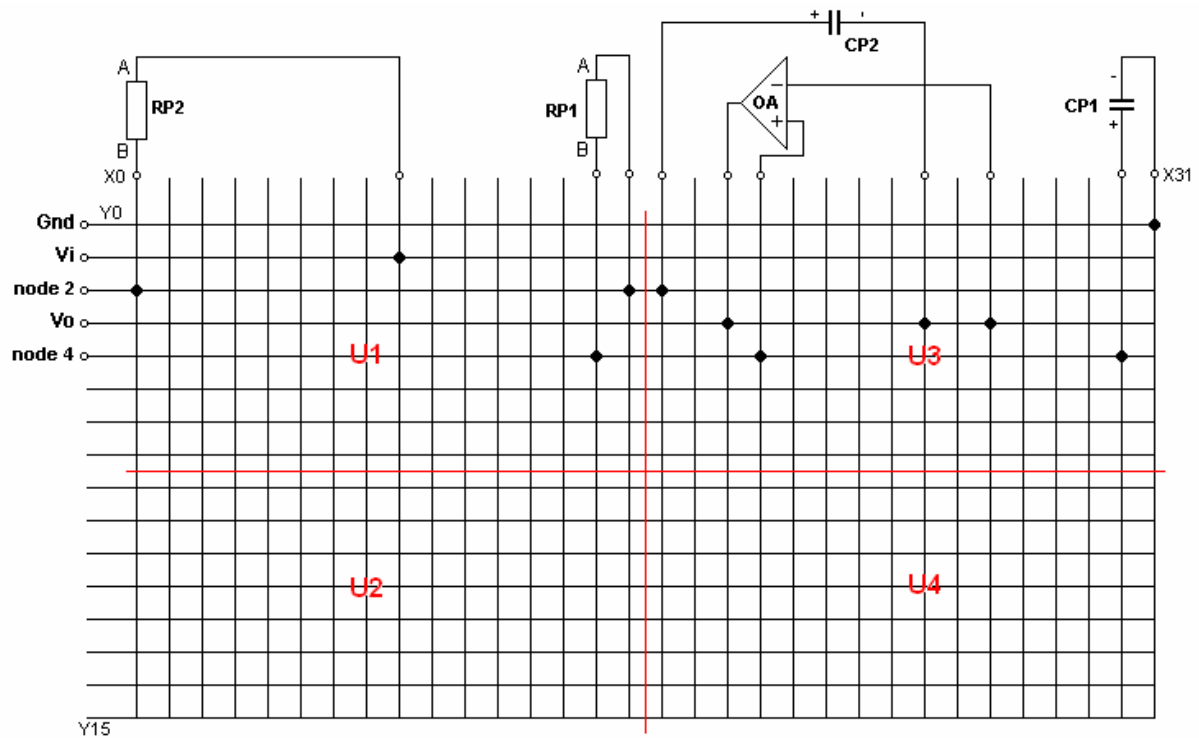 + -
CP2
A
RP2
B
A
RP1
B
OA
−
+
-
CP1
+
X0
X31
Y0
Gnd
Vi
node 2
Vo
node 4
U1
U3
U2
U4
Y15